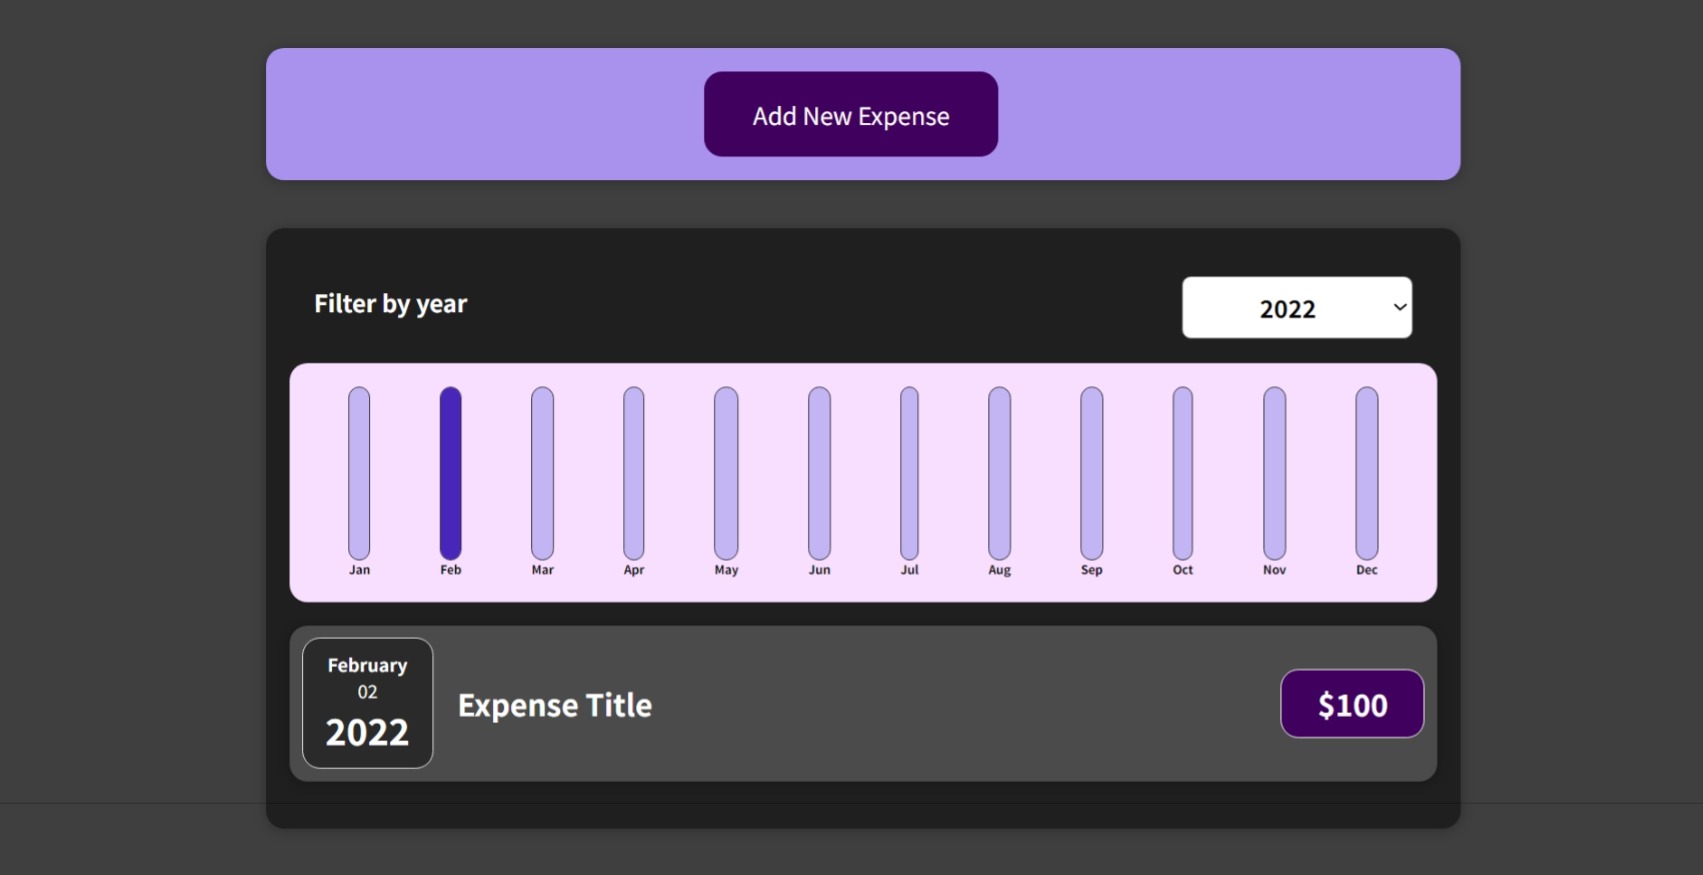 Add New Expense
Filter by year
2022
Jan Feb Mar Apr May Jun Jul Aug Sep Oct Nov Dec
February
02
2022
Expense Title
$100